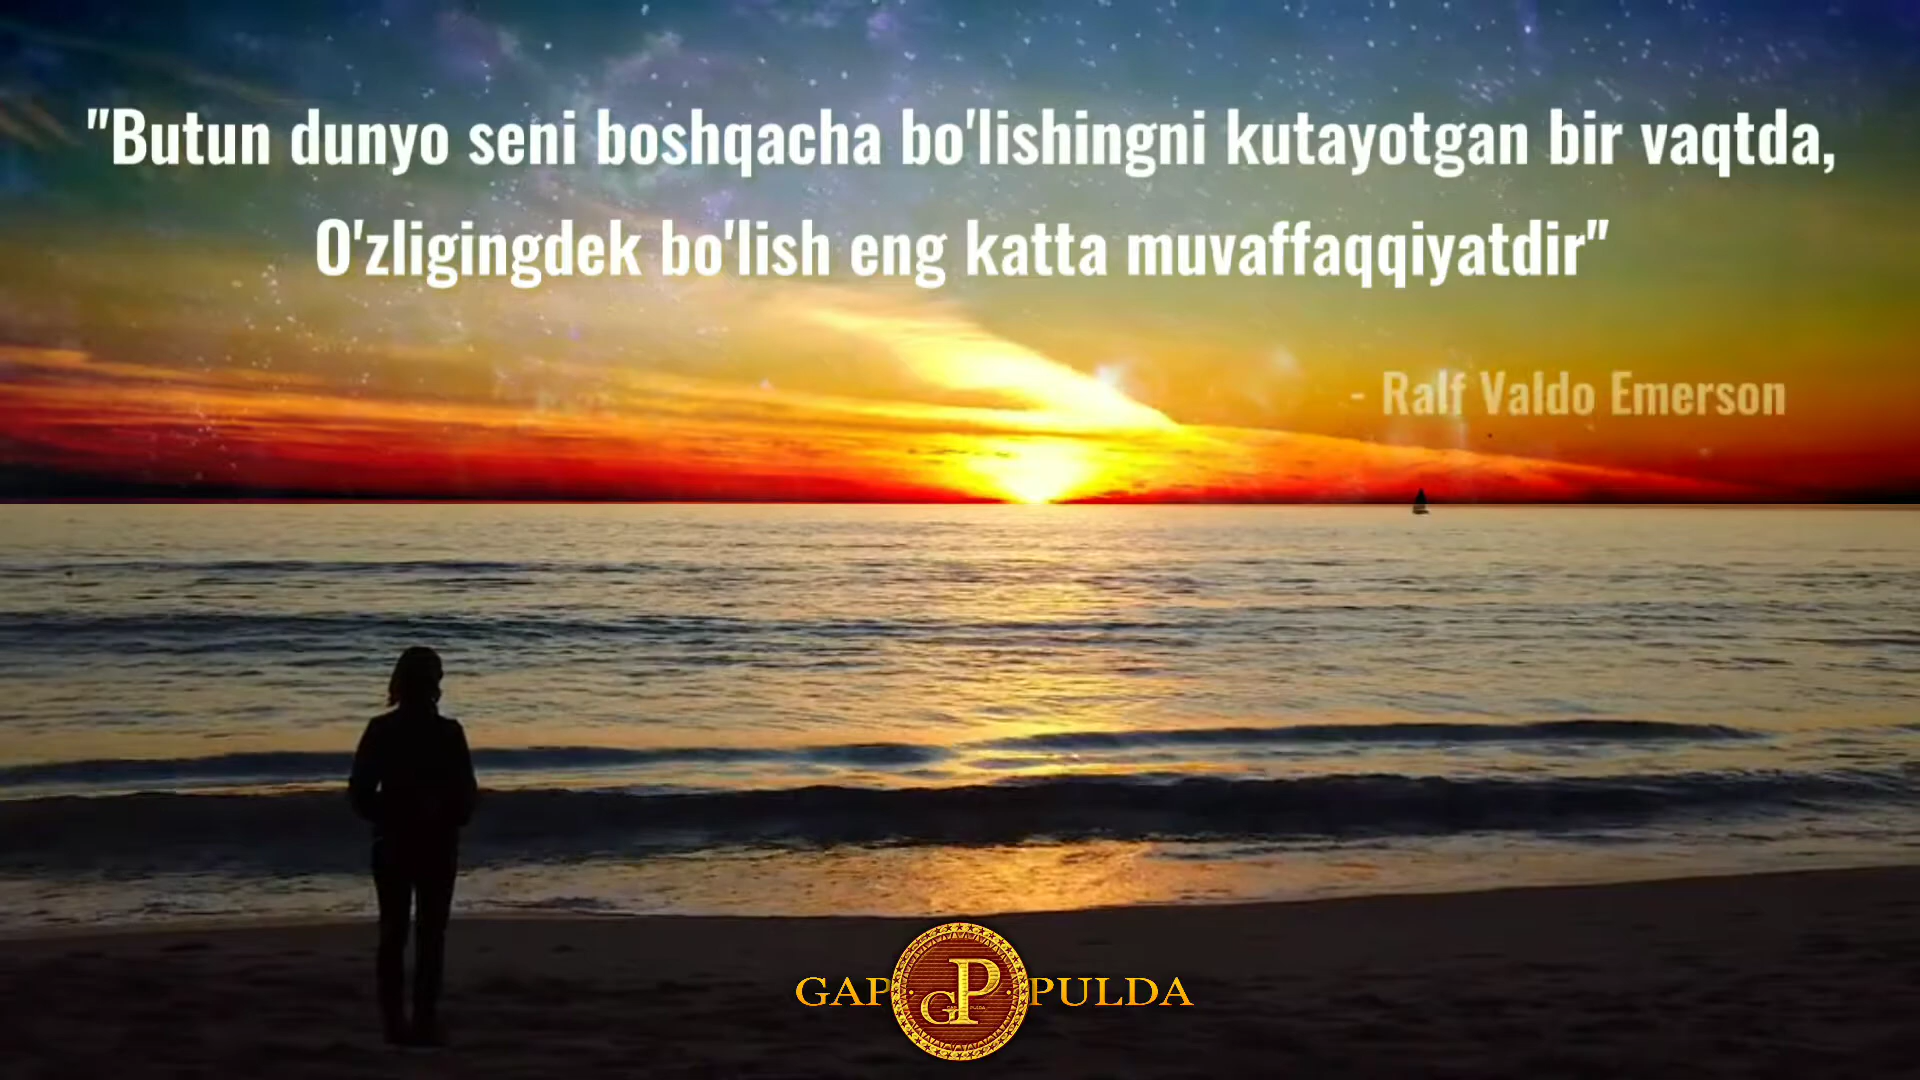 "Butun dunyo seni boshqacha bo'lishingni kutayotgan bir vaqtda,
O'zligingdek bo'lish eng katta muvaffaqqiyatdir"
- Ralf Valdo Emerson
GAP GP PULDA